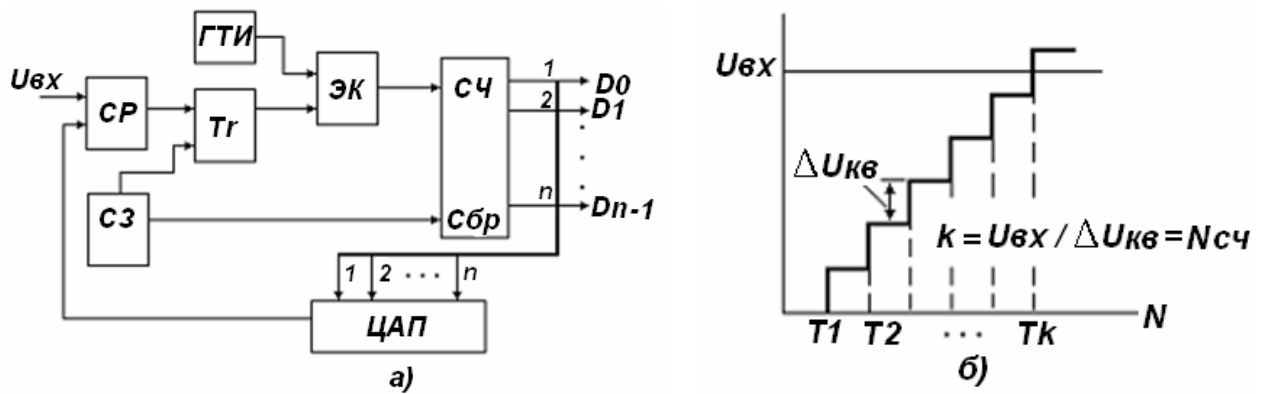 ГТИ
Uвх
СР
Tr
ЭК
СЧ
1
D0
2
D1
n
Dn-1
СЗ
Сбр
1 2 ··· n
ЦАП
а)
Uвх
ΔUкв
k = Uвх / ΔUкв = Nсч
T1 T2 ··· Tk
N
б)